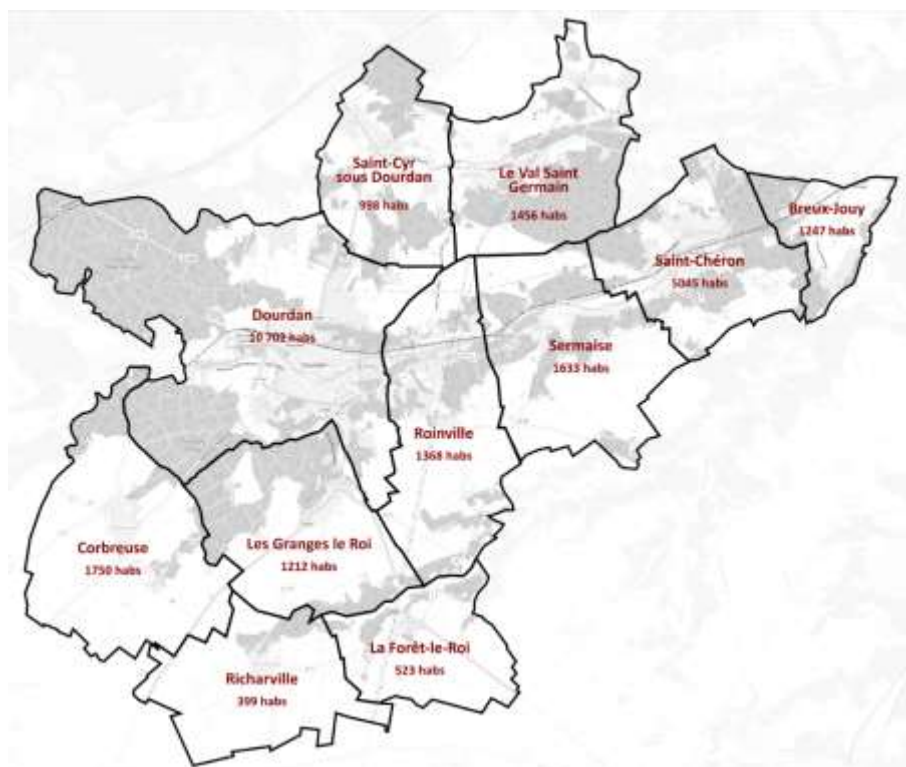 Saint-Cyr
sous Dourdan
998 habs
Le Val Saint
Germain
1456 habs
Breux-Jouy
1247 habs
Saint-Chéron
5045 habs
Dourdan
10 702 habs
Sermaise
1633 habs
Roinville
1368 habs
Corbreuse
1750 habs
Les Granges le Roi
1212 habs
La Forêt-le-Roi
523 habs
Richarville
399 habs